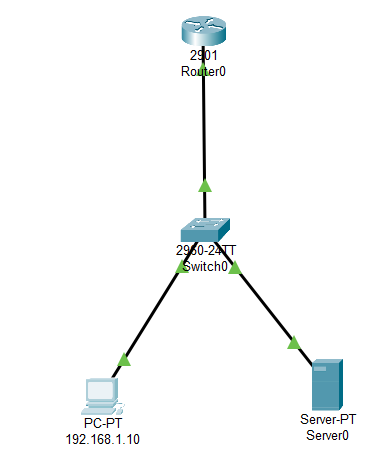 2901
Router0
2960-24TT
Switch0
PC-PT
192.168.1.10
Server-PT
Server0